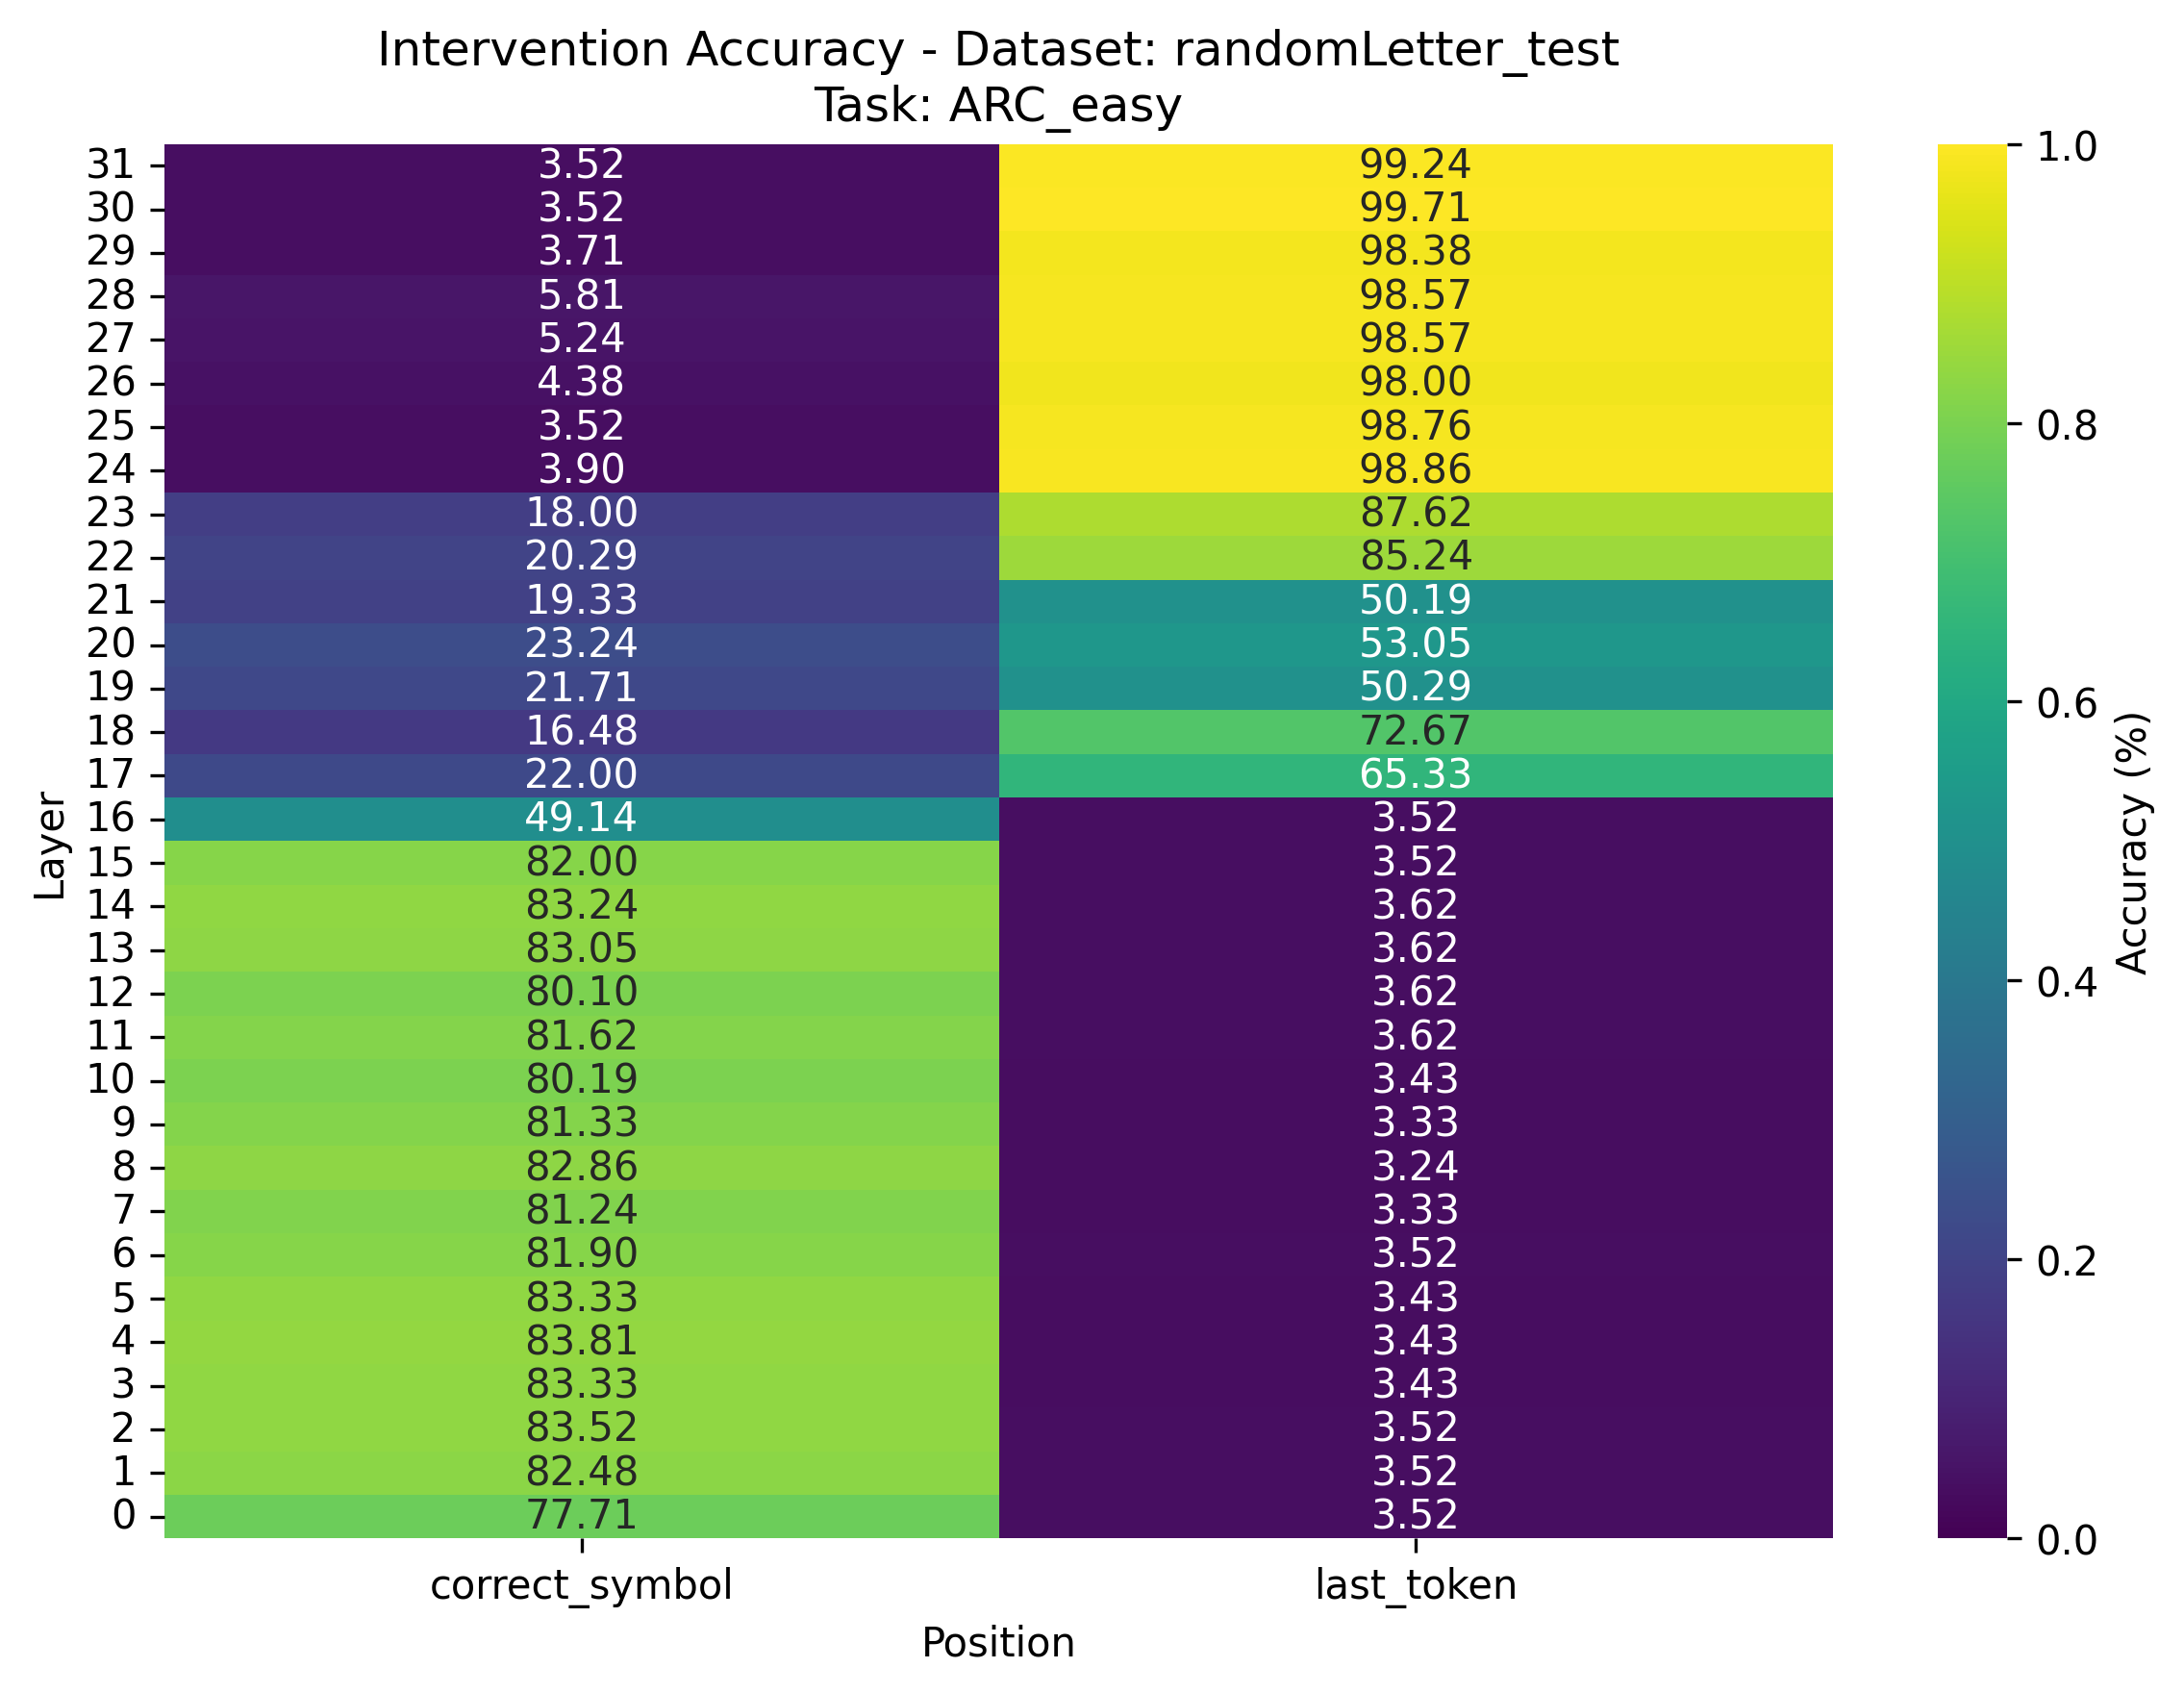 Intervention Accuracy - Dataset: randomLetter_test
Task: ARC_easy
31 3.52 99.24
30 3.52 99.71
29 3.71 98.38
28 5.81 98.57
27 5.24 98.57
26 4.38 98.00
25 3.52 98.76
24 3.90 98.86
23 18.00 87.62
22 20.29 85.24
21 19.33 50.19
20 23.24 53.05
19 21.71 50.29
18 16.48 72.67
17 22.00 65.33
16 49.14 3.52
15 82.00 3.52
14 83.24 3.62
13 83.05 3.62
12 80.10 3.62
11 81.62 3.62
10 80.19 3.43
9 81.33 3.33
8 82.86 3.24
7 81.24 3.33
6 81.90 3.52
5 83.33 3.43
4 83.81 3.43
3 83.33 3.43
2 83.52 3.52
1 82.48 3.52
0 77.71 3.52
correct_symbol last_token
Position
Layer
1.0
0.8
0.6
0.4
0.2
0.0
Accuracy (%)